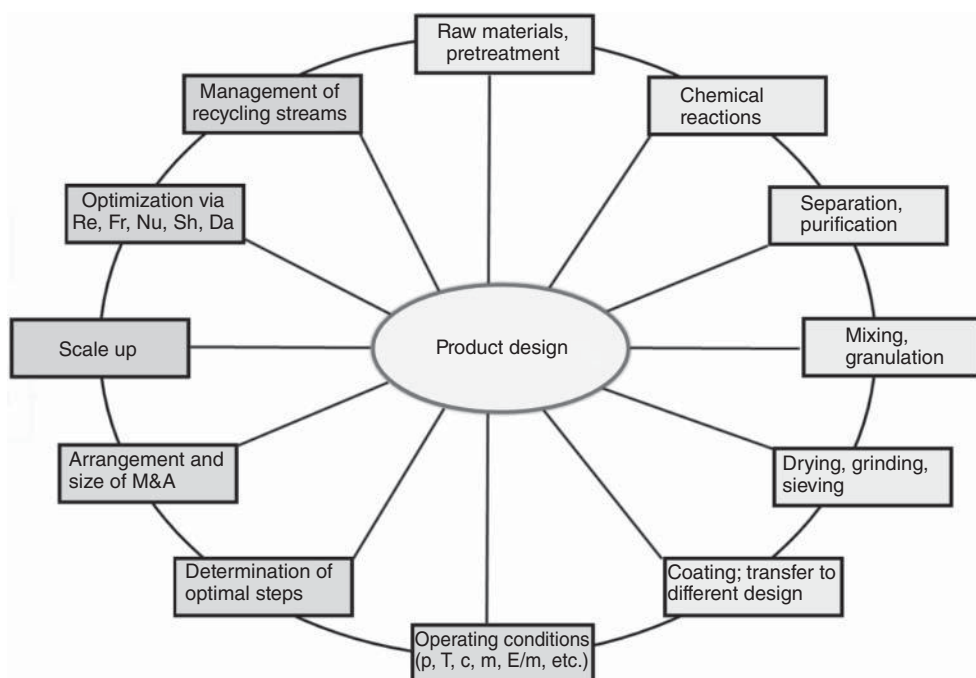 Raw materials,
pretreatment
Chemical
reactions
Separation,
purification
Mixing,
granulation
Drying, grinding,
sieving
Coating; transfer to
different design
Operating conditions
(p, T, c, m, E/m, etc.)
Determination of
optimal steps
Arrangement and
size of M&A
Scale up
Optimization via
Re, Fr, Nu, Sh, Da
Management of
recycling streams
Product design